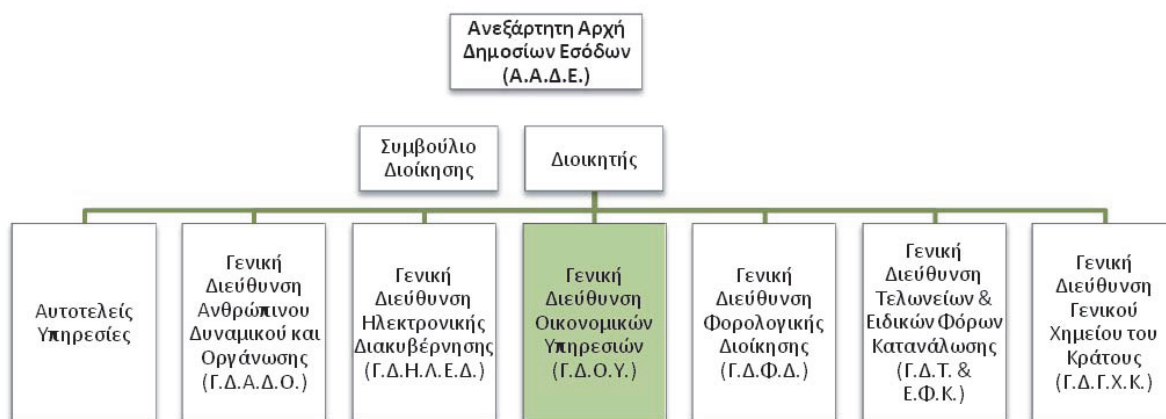 Ανεξάρτητη Αρχή
Δημοσίων Εσόδων
(Α.Α.Δ.Ε.)
Συμβούλιο
Διοίκησης
Διοικητής
Αυτοτελείς
Υπηρεσίες
Γενική
Διεύθυνση
Ανθρώπινου
Δυναμικού και
Οργάνωσης
(Γ.Δ.Α.Δ.Ο.)
Γενική
Διεύθυνση
Ηλεκτρονικής
Διακυβέρνησης
(Γ.Δ.Η.Λ.Ε.Δ.)
Γενική
Διεύθυνση
Οικονομικών
Υπηρεσιών
(Γ.Δ.Ο.Υ.)
Γενική
Διεύθυνση
Φορολογικής
Διοίκησης
(Γ.Δ.Φ.Δ.)
Γενική
Διεύθυνση
Τελωνείων &
Ειδικών Φόρων
Κατανάλωσης
(Γ.Δ.Τ. &
Ε.Φ.Κ.)
Γενική
Διεύθυνση
Γενικού
Χημείου του
Κράτους
(Γ.Δ.Γ.Χ.Κ.)